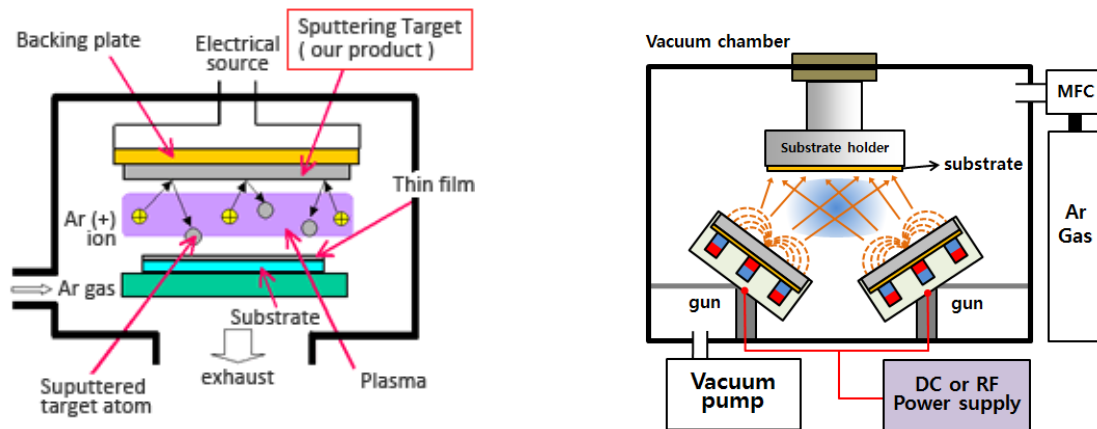 Backing plate
Electrical
source
Sputtering Target
( our product )
Thin film
Ar (+)
ion
Ar gas
Substrate
exhaust
Suputtered
target atom
Plasma
Vacuum chamber
MFC
Substrate holder
substrate
Ar
Gas
gun
gun
Vacuum
pump
DC or RF
Power supply